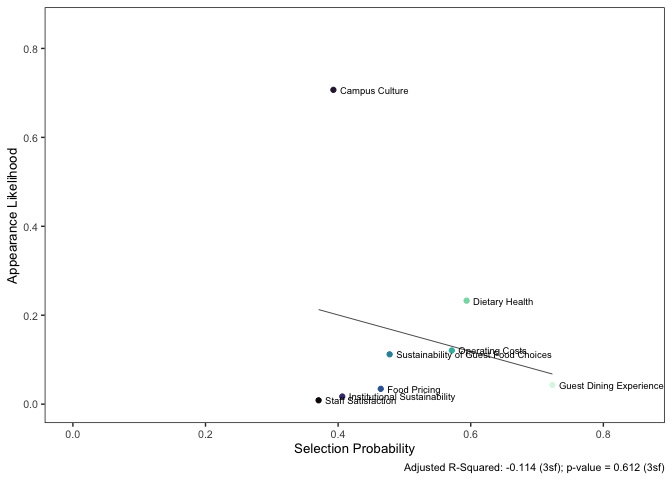 0.8
0.6
0.4
0.2
0.0
Appearance Likelihood
Campus Culture
Dietary Health
Operating Costs
Sustainability of Guest Food Choices
Guest Dining Experience
Food Pricing
Institutional Sustainability
Staff Satisfaction
0.0 0.2 0.4 0.6 0.8
Selection Probability
Adjusted R-Squared: -0.114 (3sf); p-value = 0.612 (3sf)